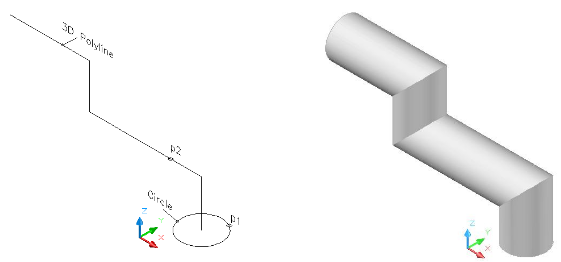 3D Polyline
p2
Circle
p1
Z
Y
X
Z
Y
X